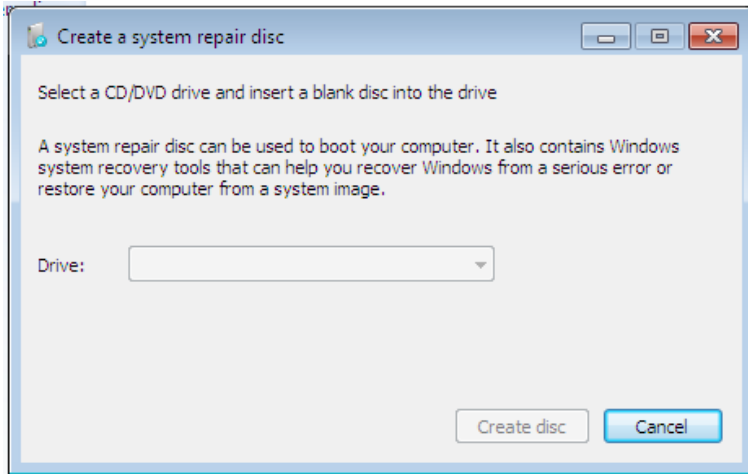 Create a system repair disc
Select a CD/DVD drive and insert a blank disc into the drive
A system repair disc can be used to boot your computer. It also contains Windows
system recovery tools that can help you recover Windows from a serious error or
restore your computer from a system image.
Drive:
Create disc
Cancel